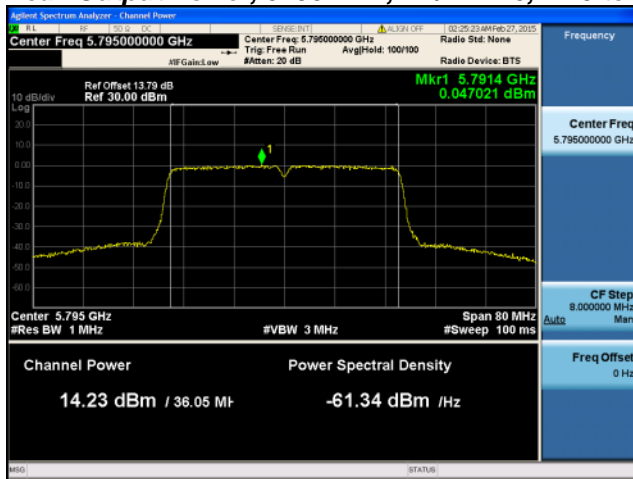 Output
Agilent Spectrum Analyzer - Channel Power
RL RF 50 Ω DC SENSE:INT ALIGN OFF 02:25:23 AM Feb 27, 2015
Center Freq 5.795000000 GHz Center Freq: 5.795000000 GHz Radio Std: None Frequency
Trig: Free Run Avg|Hold: 100/100
#IFGain:Low #Atten: 20 dB Radio Device: BTS
Mkr1 5.7914 GHz
Ref Offset 13.79 dB
10 dB/div Ref 30.00 dBm 0.047021 dBm
Log
20.0
10.0
0.00
-10.0
-20.0
-30.0
-40.0
-50.0
-60.0
1
Center Freq
5.795000000 GHz
Center 5.795 GHz Span 80 MHz
#Res BW 1 MHz #VBW 3 MHz #Sweep 100 ms
CF Step
8.000000 MHz
Auto Man
Channel Power Power Spectral Density
14.23 dBm / 36.05 MH -61.34 dBm /Hz
Freq Offset
0 Hz
MSG STATUS